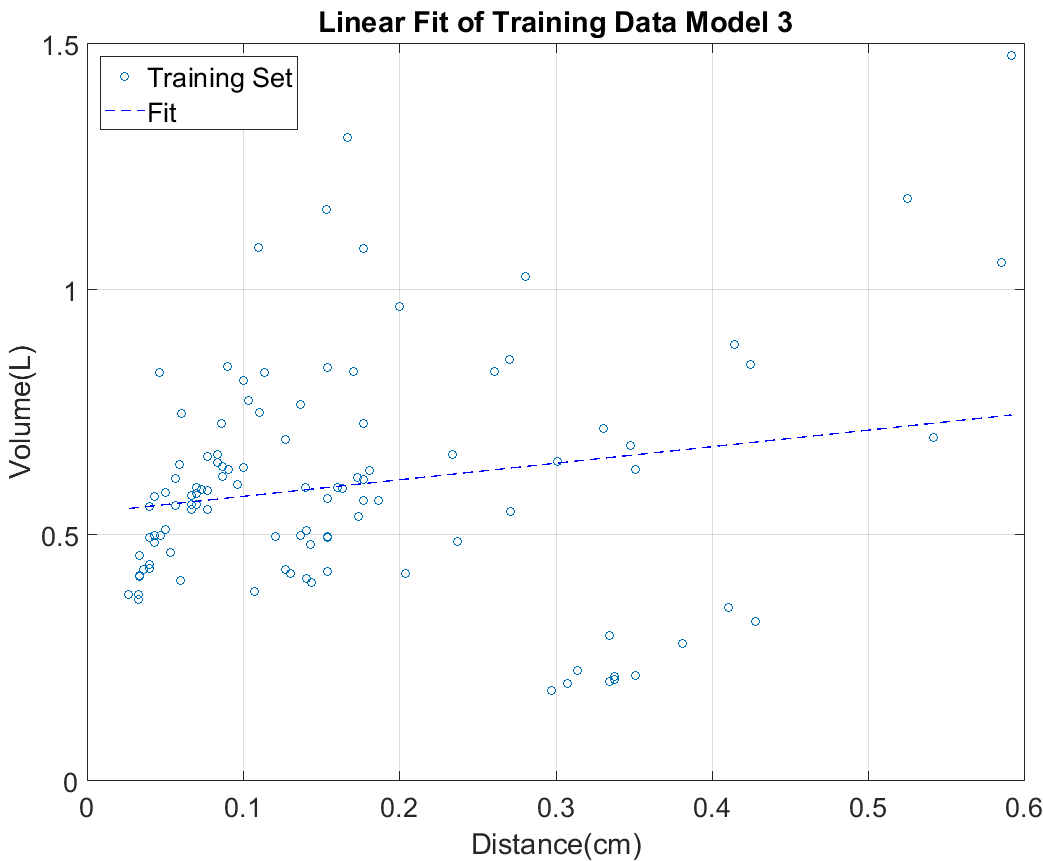 Linear Fit of Training Data Model 3
1.5
Training Set
Fit
1
Volume(L)
0.5
0
0 0.1 0.2 0.3 0.4 0.5 0.6
Distance(cm)